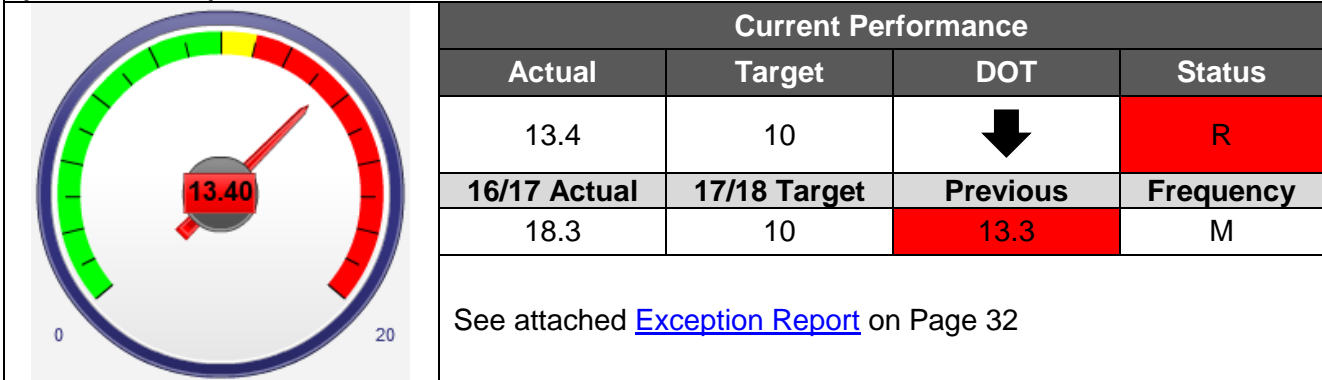 13.40
0 20
Current Performance
Actual Target DOT Status
13.4 10 R
16/17 Actual 17/18 Target Previous Frequency
18.3 10 13.3 M
See attached Exception Report on Page 32